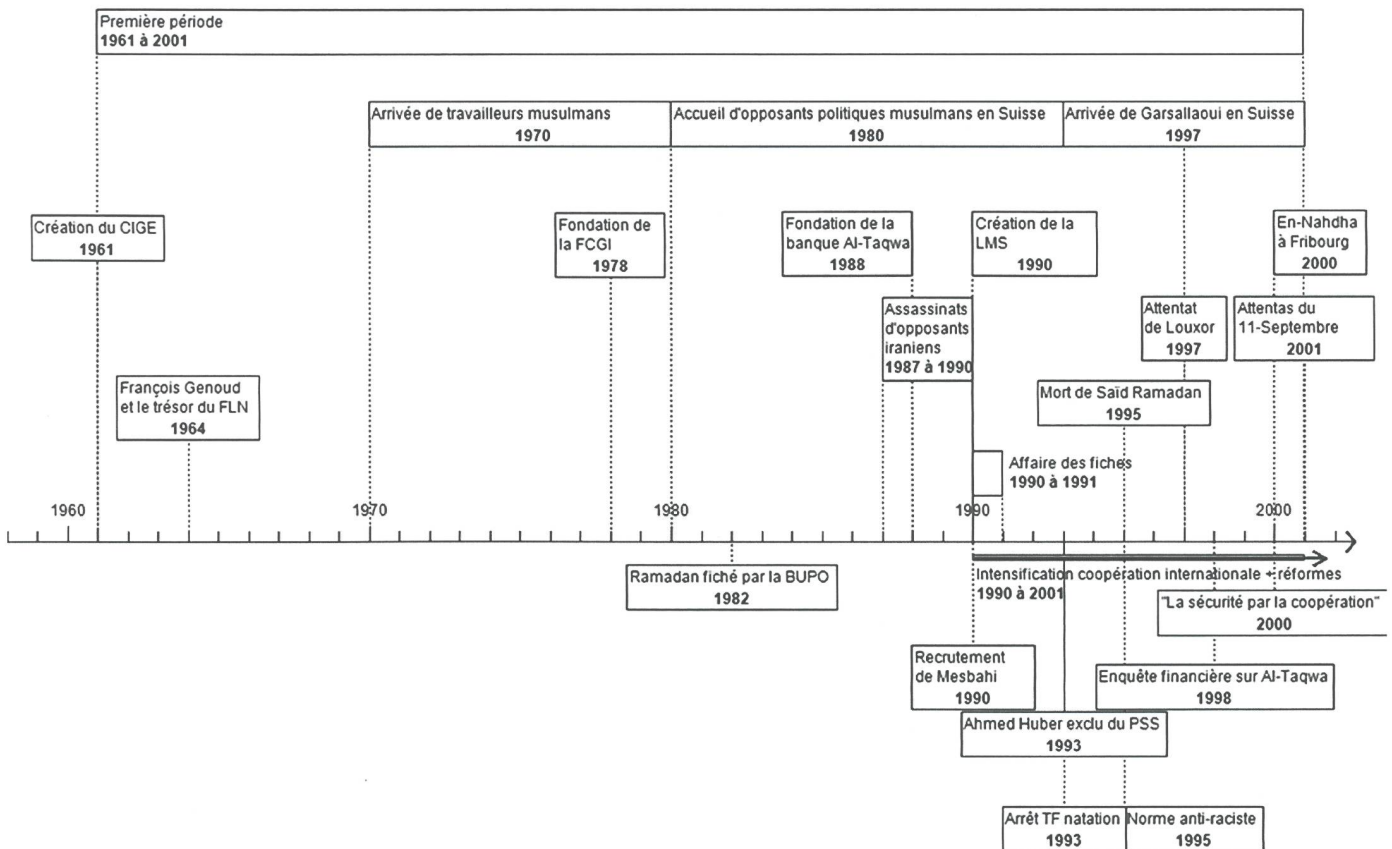 Première période
1961 à 2001
Arrivée de travailleurs musulmans
1970
Accueil d'opposants politiques musulmans en Suisse
1980
Arrivée de Garsallaoui en Suisse
1997
Création du CIGE
1961
Fondation de
la FCGI
1978
Fondation de la
banque Al-Taqwa
1988
Création de la
LMS
1990
En-Nahdha
à Fribourg
2000
Assassinats
d'opposants
iraniens
1987 à 1990
Attentat
de Louxor
1997
Attentas du
11-Septembre
2001
François Genoud
et le trésor du FLN
1964
Mort de Saïd Ramadan
1995
Affaire des fiches
1990 à 1991
1960
1970
1980
1990
2000
Ramadan fiché par la BUPO
1982
Intensification coopération internationale + réformes
1990 à 2001
"La sécurité par la coopération"
2000
Recrutement
de Mesbahi
1990
Enquête financière sur Al-Taqwa
1998
Ahmed Huber exclu du PSS
1993
Arrêt TF natation
1993
Norme anti-raciste
1995